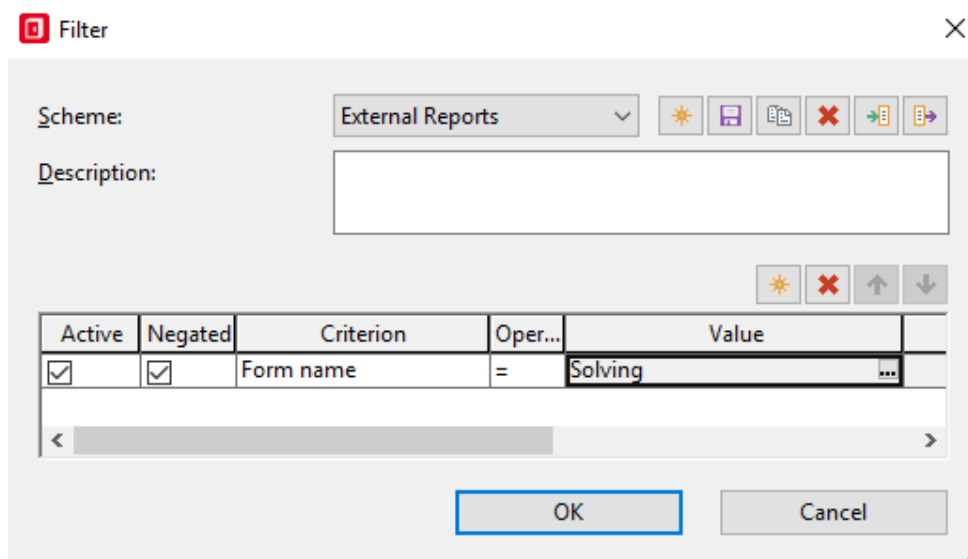 Filter
Scheme: External Reports
Description:
Active Negated Criterion Oper... Value
Form name = Solving ...
OK Cancel